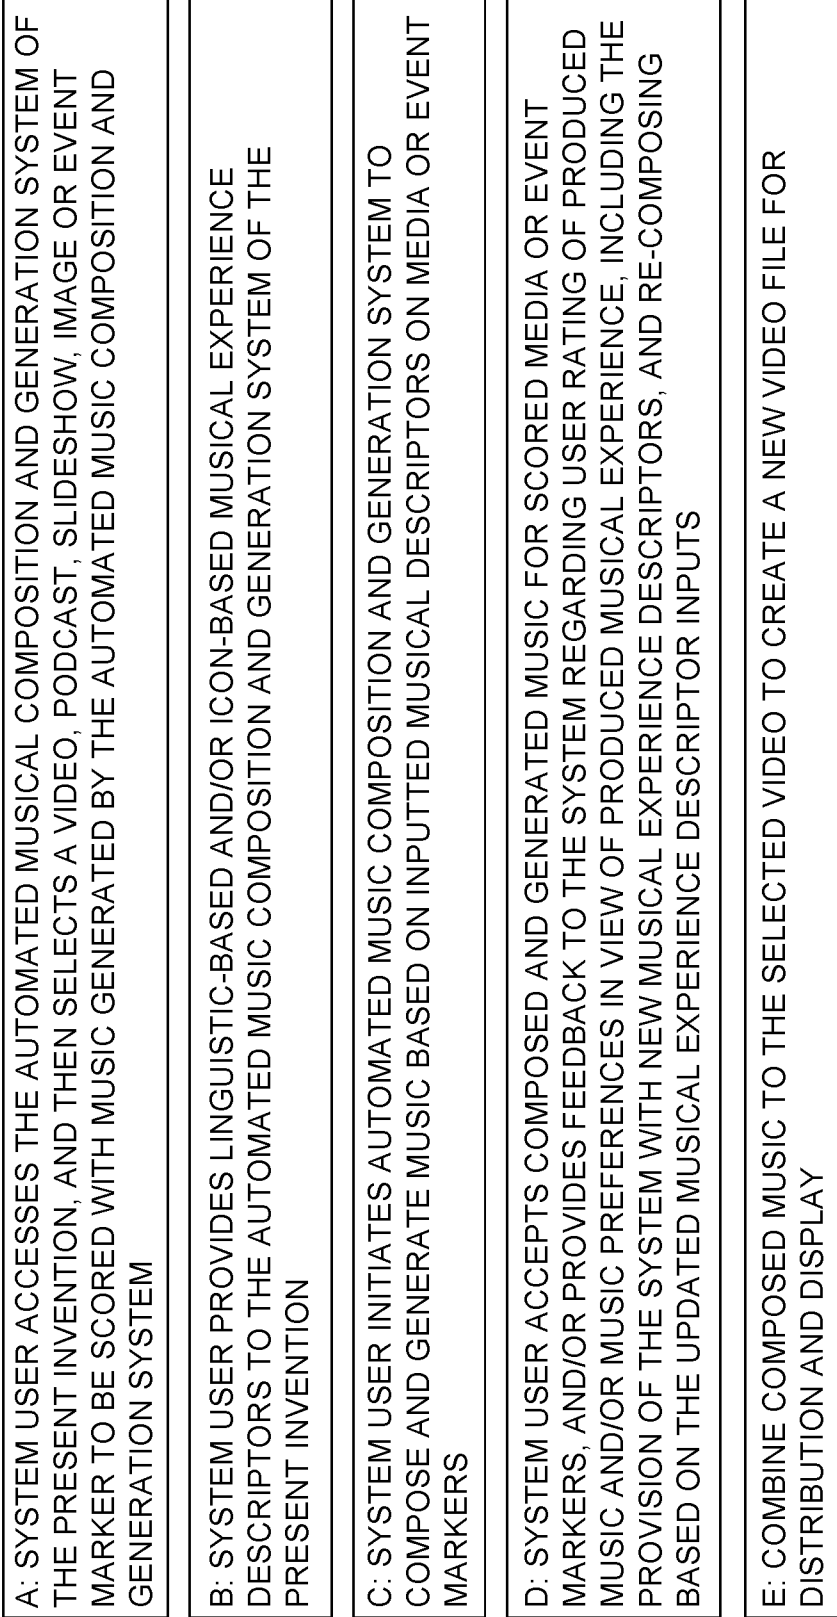 A: SYSTEM USER ACCESSES THE AUTOMATED MUSICAL COMPOSITION AND GENERATION SYSTEM OF
THE PRESENT INVENTION, AND THEN SELECTS A VIDEO, PODCAST, SLIDESHOW, IMAGE OR EVENT
MARKER TO BE SCORED WITH MUSIC GENERATED BY THE AUTOMATED MUSIC COMPOSITION AND
GENERATION SYSTEM
B: SYSTEM USER PROVIDES LINGUISTIC-BASED AND/OR ICON-BASED MUSICAL EXPERIENCE
DESCRIPTORS TO THE AUTOMATED MUSIC COMPOSITION AND GENERATION SYSTEM OF THE
PRESENT INVENTION
C: SYSTEM USER INITIATES AUTOMATED MUSIC COMPOSITION AND GENERATION SYSTEM TO
COMPOSE AND GENERATE MUSIC BASED ON INPUTTED MUSICAL DESCRIPTORS ON MEDIA OR EVENT
MARKERS
D: SYSTEM USER ACCEPTS COMPOSED AND GENERATED MUSIC FOR SCORED MEDIA OR EVENT
MARKERS, AND/OR PROVIDES FEEDBACK TO THE SYSTEM REGARDING USER RATING OF PRODUCED
MUSIC AND/OR MUSIC PREFERENCES IN VIEW OF PRODUCED MUSICAL EXPERIENCE, INCLUDING THE
PROVISION OF THE SYSTEM WITH NEW MUSICAL EXPERIENCE DESCRIPTORS, AND RE-COMPOSING
BASED ON THE UPDATED MUSICAL EXPERIENCE DESCRIPTOR INPUTS
E: COMBINE COMPOSED MUSIC TO THE SELECTED VIDEO TO CREATE A NEW VIDEO FILE FOR
DISTRIBUTION AND DISPLAY